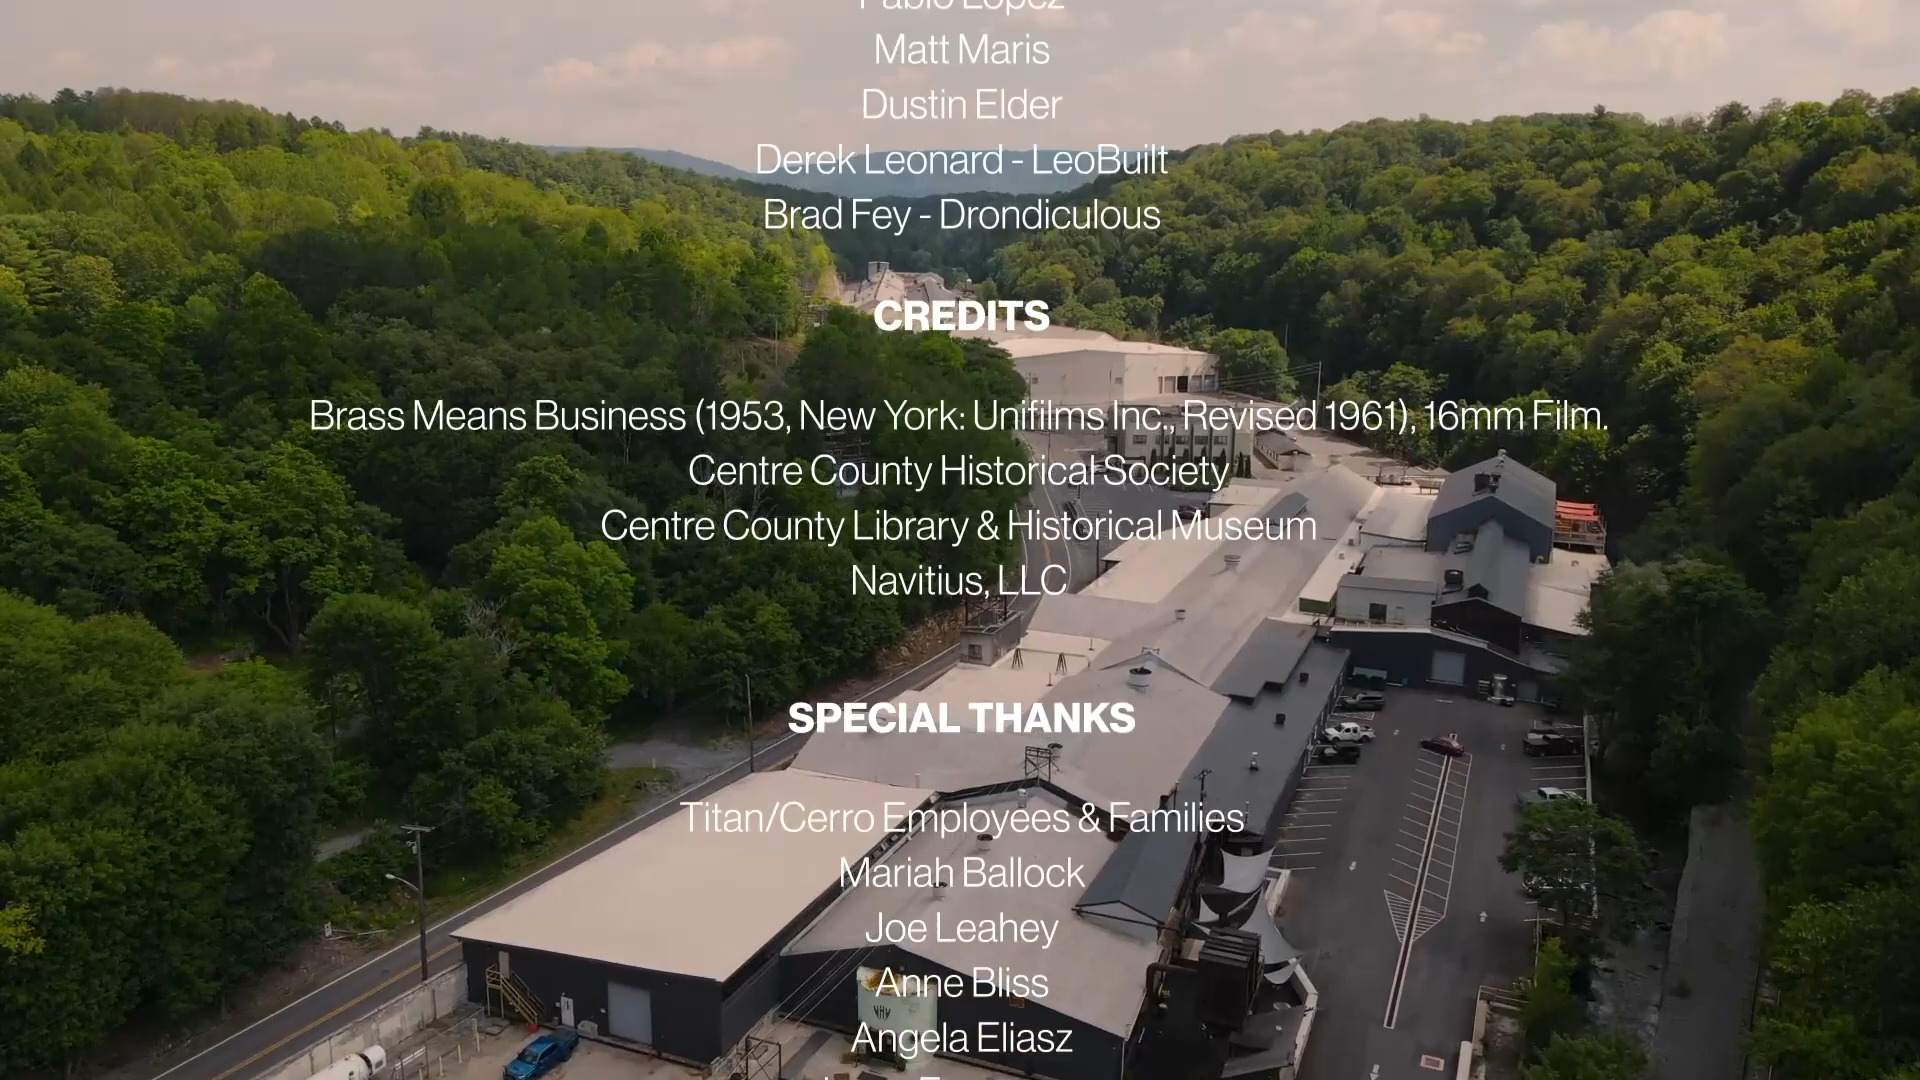 Pablo Lopez
Matt Maris
Dustin Elder
Derek Leonard - LeoBuilt
Brad Fey - Drondiculous
CREDITS
Brass Means Business (1953, New York: Unifilms Inc., Revised 1961), 16mm Film.
Centre County Historical Society
Centre County Library & Historical Museum
Navitius, LLC
SPECIAL THANKS
Titan/Cerro Employees & Families
Mariah Ballock
Joe Leahey
Anne Bliss
Angela Eliasz